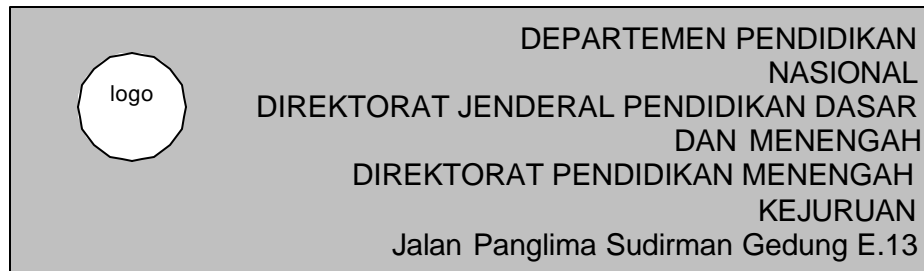 logo
DEPARTEMEN PENDIDIKAN
NASIONAL
DIREKTORAT JENDERAL PENDIDIKAN DASAR
DAN MENENGAH
DIREKTORAT PENDIDIKAN MENENGAH
KEJURUAN
Jalan Panglima Sudirman Gedung E.13